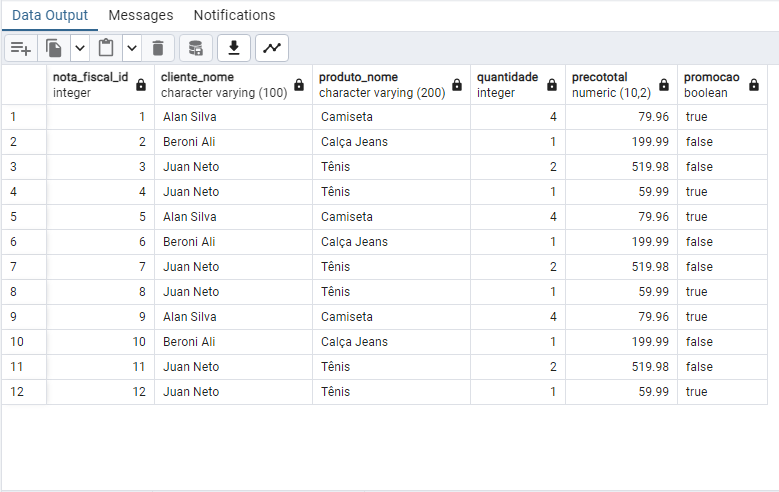 Data Output Messages Notifications
nota_fiscal_id cliente_nome produto_nome quantidade precototal promocao
integer character varying (100) character varying (200) integer numeric (10,2) boolean
1 1 Alan Silva Camiseta 4 79.96 true
2 2 Beroni Ali Calça Jeans 1 199.99 false
3 3 Juan Neto Tênis 2 519.98 false
4 4 Juan Neto Tênis 1 59.99 true
5 5 Alan Silva Camiseta 4 79.96 true
6 6 Beroni Ali Calça Jeans 1 199.99 false
7 7 Juan Neto Tênis 2 519.98 false
8 8 Juan Neto Tênis 1 59.99 true
9 9 Alan Silva Camiseta 4 79.96 true
10 10 Beroni Ali Calça Jeans 1 199.99 false
11 11 Juan Neto Tênis 2 519.98 false
12 12 Juan Neto Tênis 1 59.99 true